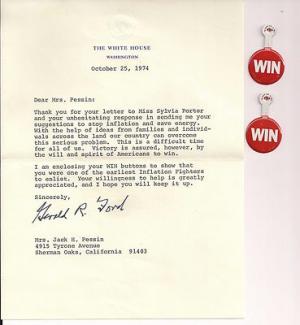 THE WHITE HOUSE
WASHINGTON
October 25, 1974
Dear Mrs. Pessin:
Thank you for your letter to Miss Sylvia Porter
and your unhesitating response in sending me your
suggestions to stop inflation and save energy.
With the help of ideas from families and individ-
uals across the land our country can overcome
this serious problem. This is a difficult time
for all of us. Victory is assured, however, by
the will and spirit of Americans to win.
I am enclosing your WIN buttons to show that you
were one of the earliest Inflation Fighters
to enlist. Your willingness to help is greatly
appreciated, and I hope you will keep it up.
Sincerely,
Gerald R. Ford
Mrs. Jack H. Pessin
4915 Tyrone Avenue
Sherman Oaks, California 91403
WIN
WIN